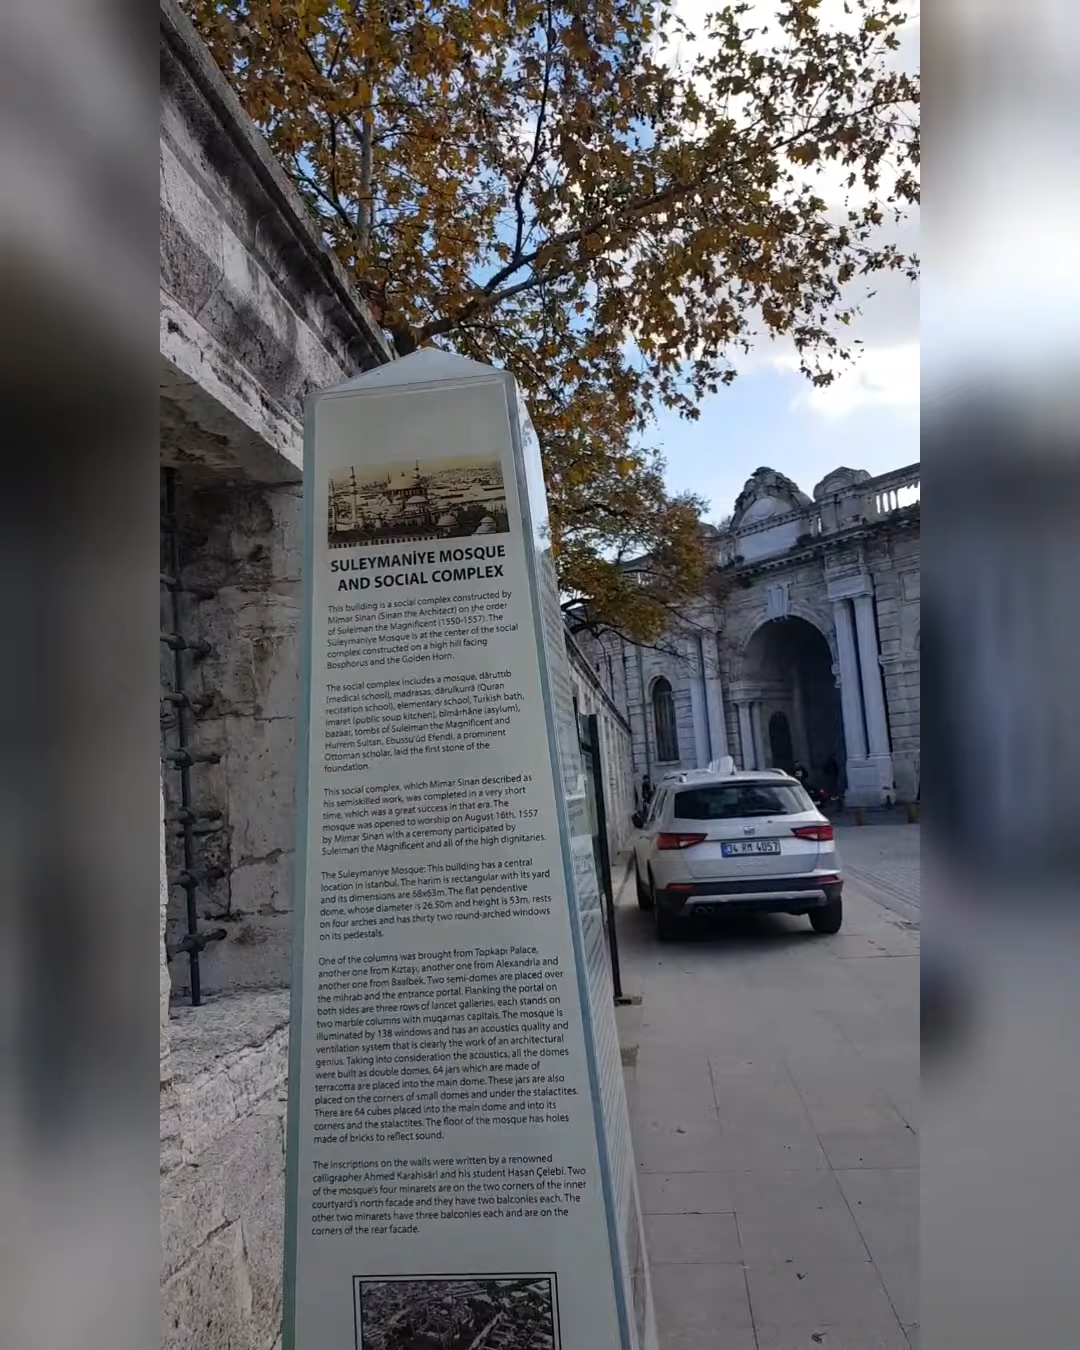 SULEYMANİYE MOSQUE
AND SOCIAL COMPLEX
This building is a social complex constructed by
Mimar Sinan (Sinan the Architect) on the order
of Suleiman the Magnificent (1550-1557). The
Süleymaniye Mosque is at the center of the social
complex constructed on a high hill facing
Bosphorus and the Golden Horn.
The social complex includes a mosque, dâruttıb
(medical school), madrasas, dârulkurrâ (Quran
recitation school), elementary school, Turkish bath,
imaret (public soup kitchen), bîmârhâne (asylum),
bazaar, tombs of Suleiman the Magnificent and
Hurrem Sultan. Ebussu'ûd Efendi, a prominent
Ottoman scholar, laid the first stone of the
foundation.
This social complex, which Mimar Sinan described as
his semiskilled work, was completed in a very short
time, which was a great success in that era. The
mosque was opened to worship on August 16th, 1557
by Mimar Sinan with a ceremony participated by
Suleiman the Magnificent and all of the high dignitaries.
The Suleymaniye Mosque: This building has a central
location in Istanbul. The harim is rectangular with its yard
and its dimensions are 68x63m. The flat pendentive
dome, whose diameter is 26.50m and height is 53m, rests
on four arches and has thirty two round-arched windows
on its pedestals.
One of the columns was brought from Topkapı Palace,
another one from Kıztaşı, another one from Alexandria and
another one from Baalbek. Two semi-domes are placed over
the mihrab and the entrance portal. Flanking the portal on
both sides are three rows of lancet galleries, each stands on
two marble columns with muqarnas capitals. The mosque is
illuminated by 138 windows and has an acoustics quality and
ventilation system that is clearly the work of an architectural
genius. Taking into consideration the acoustics, all the domes
were built as double domes. 64 jars which are made of
terracotta are placed into the main dome. These jars are also
placed on the corners of small domes and under the stalactites.
There are 64 cubes placed into the main dome and into its
corners and the stalactites. The floor of the mosque has holes
made of bricks to reflect sound.
The inscriptions on the walls were written by a renowned
calligrapher Ahmed Karahisârî and his student Hasan Çelebi. Two
of the mosque's four minarets are on the two corners of the inner
courtyard's north facade and they have two balconies each. The
other two minarets have three balconies each and are on the
corners of the rear facade.
34 RM 4057